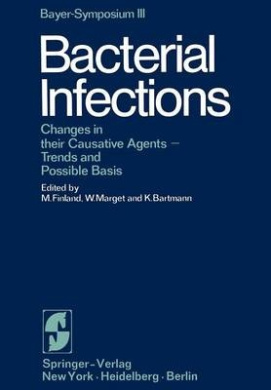 Bayer-Symposium III
Bacterial
Infections
Changes in
their Causative Agents –
Trends and
Possible Basis
Edited by
M.Finland, W.Marget and K.Bartmann
Springer-Verlag
New York · Heidelberg · Berlin